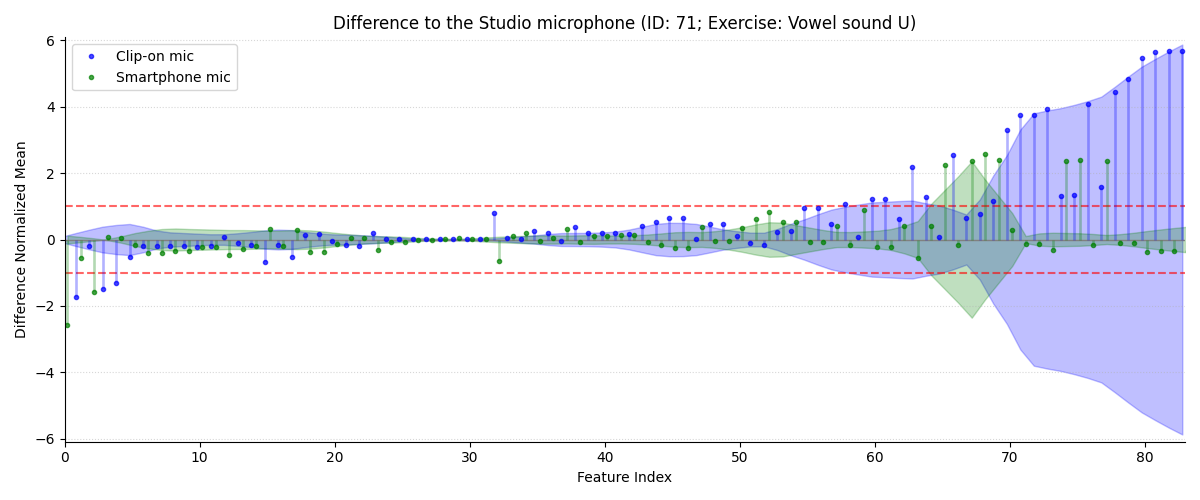 Difference to the Studio microphone (ID: 71; Exercise: Vowel sound U)
Clip-on mic
Smartphone mic
Difference Normalized Mean
6
4
2
0
−2
−4
−6
0 10 20 30 40 50 60 70 80
Feature Index